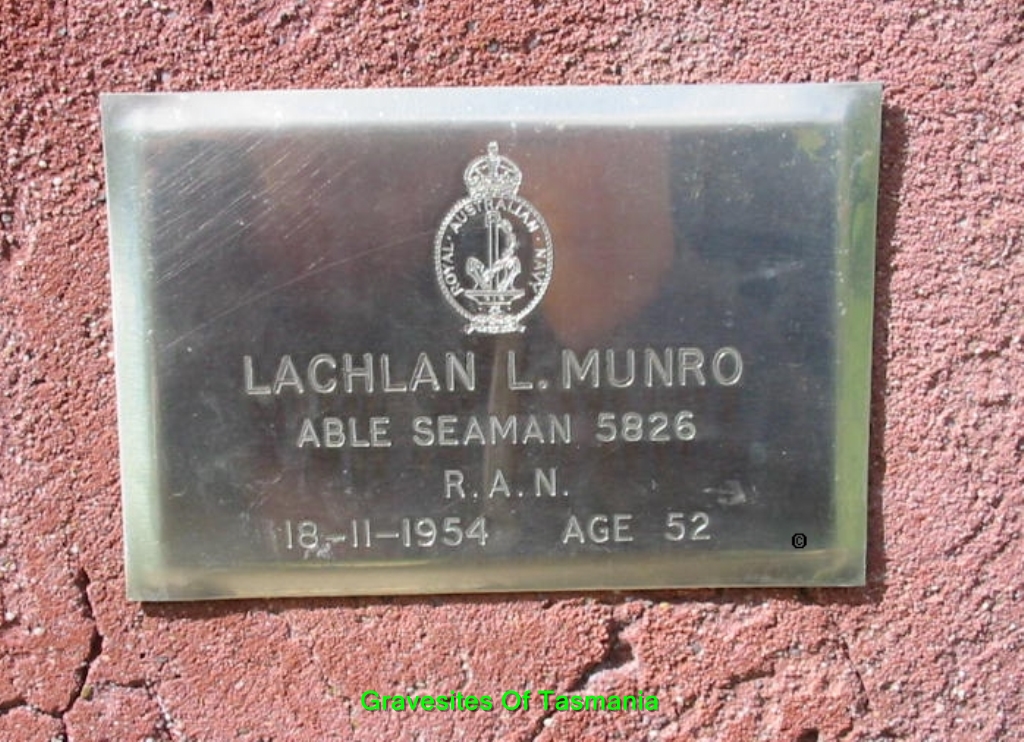 ROYAL · AUSTRALIAN · NAVY
LACHLAN L. MUNRO
ABLE SEAMAN 5826
R.A.N.
18-11-1954 AGE 52
©
Gravesites Of Tasmania